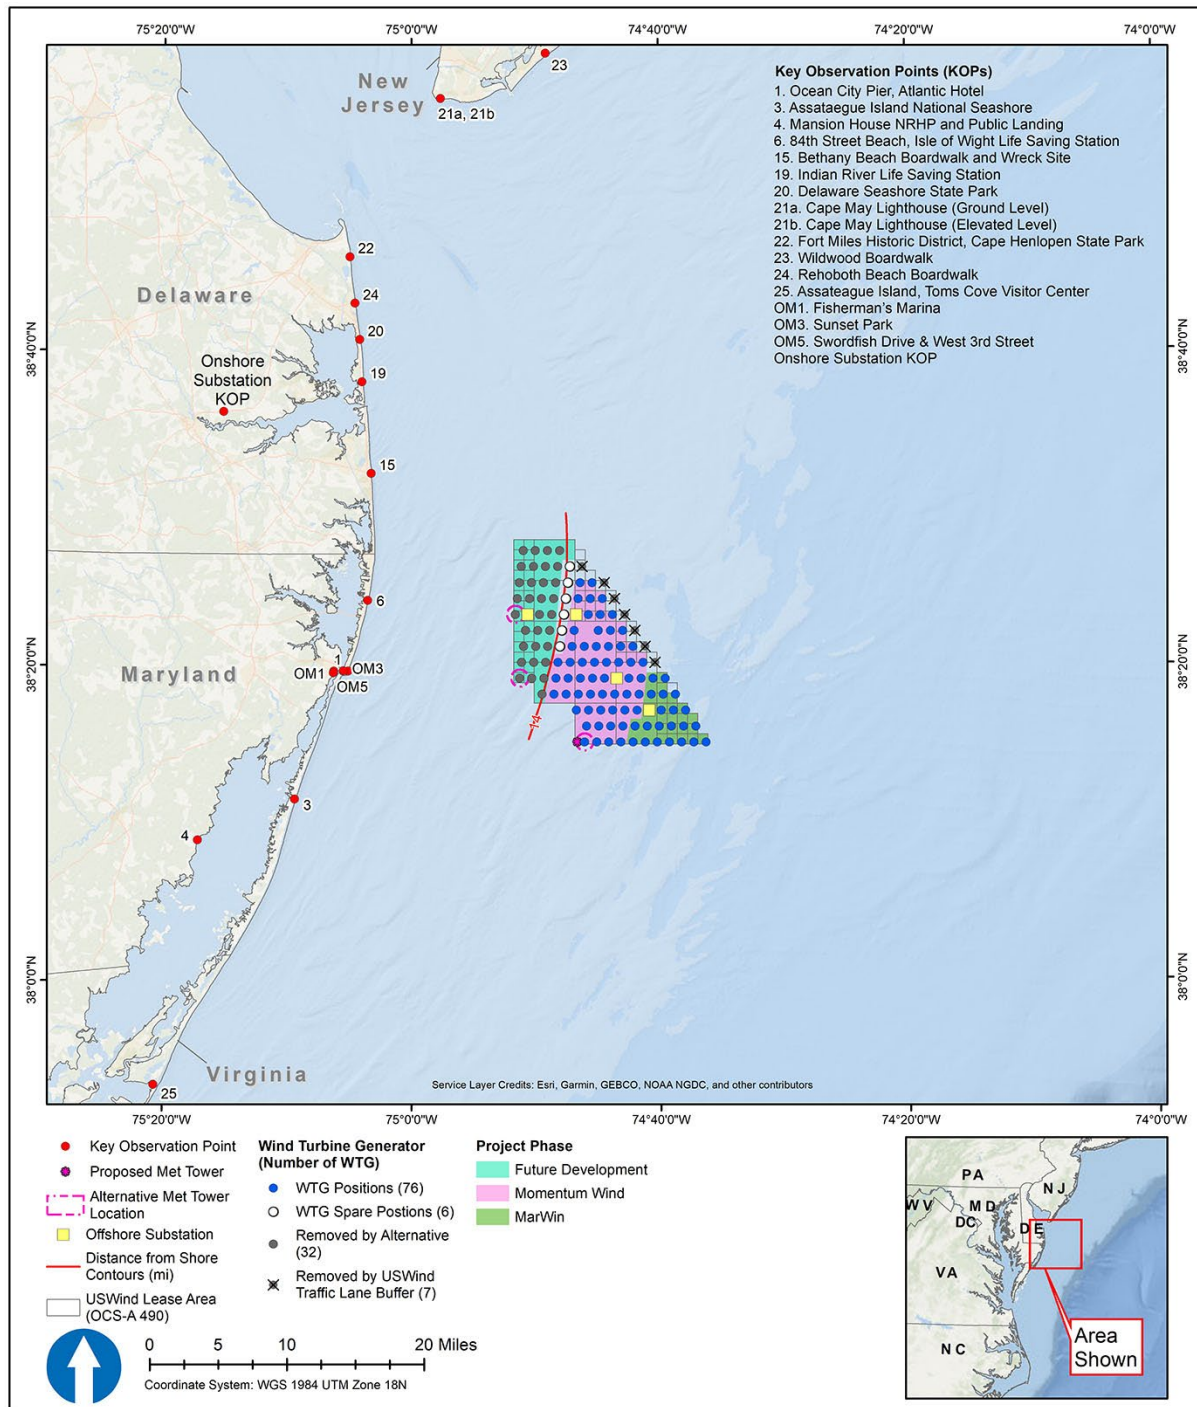 75°20'0"W
75°0'0"W
74°40'0"W
74°20'0"W
74°0'0"W
New
Jersey
23
21a, 21b
Key Observation Points (KOPs)
1. Ocean City Pier, Atlantic Hotel
3. Assataegue Island National Seashore
4. Mansion House NRHP and Public Landing
6. 84th Street Beach, Isle of Wight Life Saving Station
15. Bethany Beach Boardwalk and Wreck Site
19. Indian River Life Saving Station
20. Delaware Seashore State Park
21a. Cape May Lighthouse (Ground Level)
21b. Cape May Lighthouse (Elevated Level)
22. Fort Miles Historic District, Cape Henlopen State Park
23. Wildwood Boardwalk
24. Rehoboth Beach Boardwalk
25. Assateague Island, Toms Cove Visitor Center
OM1. Fisherman's Marina
OM3. Sunset Park
OM5. Swordfish Drive & West 3rd Street
Onshore Substation KOP
22
Delaware
24
20
38°40'0"N
38°40'0"N
Onshore
Substation
KOP
19
15
6
38°20'0"N
38°20'0"N
Maryland
1
OM1
OM3
OM5
14
3
4
38°0'0"N
38°0'0"N
Virginia
25
Service Layer Credits: Esri, Garmin, GEBCO, NOAA NGDC, and other contributors
75°20'0"W
75°0'0"W
74°40'0"W
74°20'0"W
74°0'0"W
Key Observation Point
Proposed Met Tower
Alternative Met Tower
Location
Offshore Substation
Distance from Shore
Contours (mi)
USWind Lease Area
(OCS-A 490)
Wind Turbine Generator
(Number of WTG)
WTG Positions (76)
WTG Spare Postions (6)
Removed by Alternative
(32)
Removed by USWind
Traffic Lane Buffer (7)
Project Phase
Future Development
Momentum Wind
MarWin
0 5 10 20 Miles
Coordinate System: WGS 1984 UTM Zone 18N
PA
NJ
WV
MD
DC
DE
VA
NC
Area
Shown